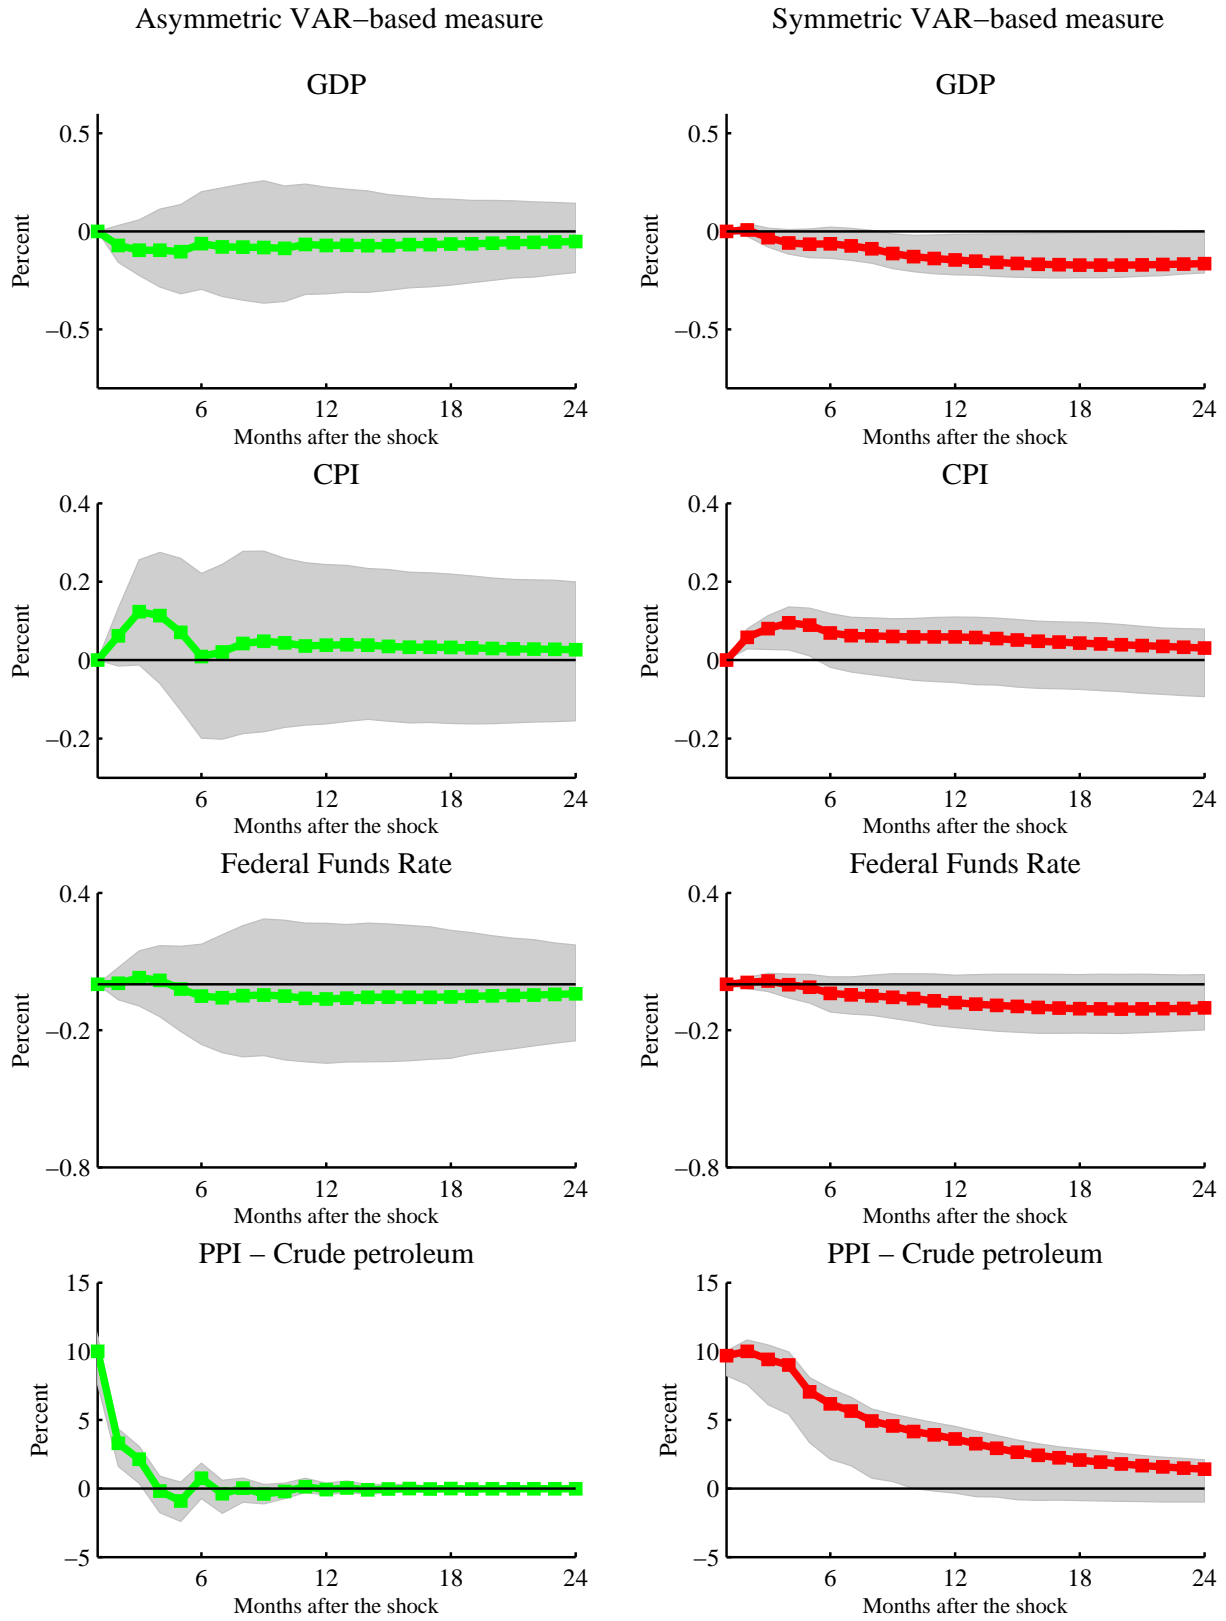 Asymmetric VAR−based measure
Symmetric VAR−based measure
GDP
0.5
0
−0.5
Percent
6 12 18 24
Months after the shock
GDP
0.5
0
−0.5
Percent
6 12 18 24
Months after the shock
CPI
0.4
0.2
0
−0.2
Percent
6 12 18 24
Months after the shock
CPI
0.4
0.2
0
−0.2
Percent
6 12 18 24
Months after the shock
Federal Funds Rate
0.4
−0.2
−0.8
Percent
6 12 18 24
Months after the shock
Federal Funds Rate
0.4
−0.2
−0.8
Percent
6 12 18 24
Months after the shock
PPI − Crude petroleum
15
10
5
0
−5
Percent
6 12 18 24
Months after the shock
PPI − Crude petroleum
15
10
5
0
−5
Percent
6 12 18 24
Months after the shock